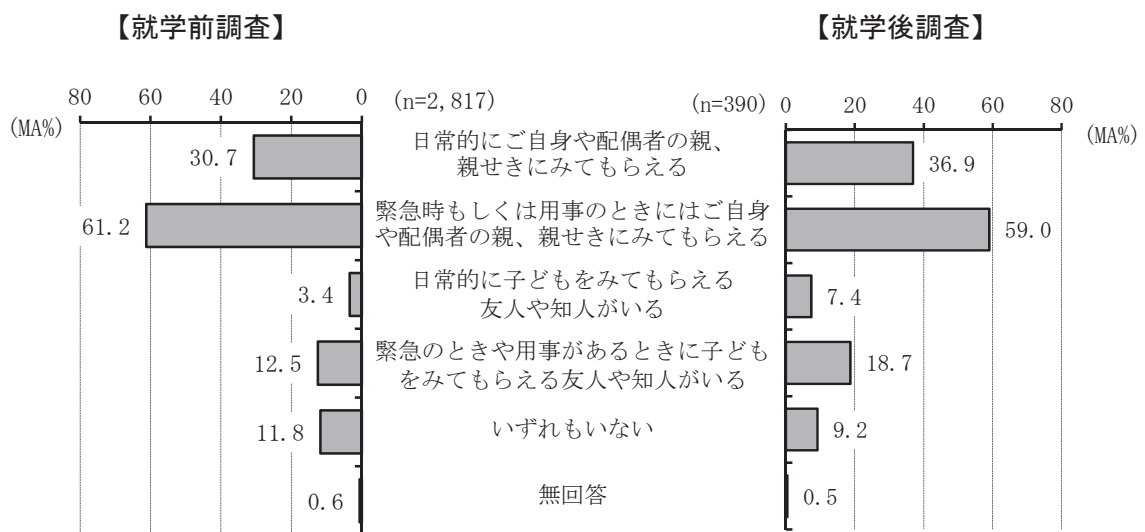 【就学前調査】
【就学後調査】
80 60 40 20 0
(n=2,817)
(n=390)
0 20 40 60 80
(MA%)
(MA%)
30.7
日常的にご自身や配偶者の親、
親せきにみてもらえる
36.9
61.2
緊急時もしくは用事のときにはご自身
や配偶者の親、親せきにみてもらえる
59.0
3.4
日常的に子どもをみてもらえる
友人や知人がいる
7.4
12.5
緊急のときや用事があるときに子ども
をみてもらえる友人や知人がいる
18.7
11.8
いずれもいない
9.2
0.6
無回答
0.5